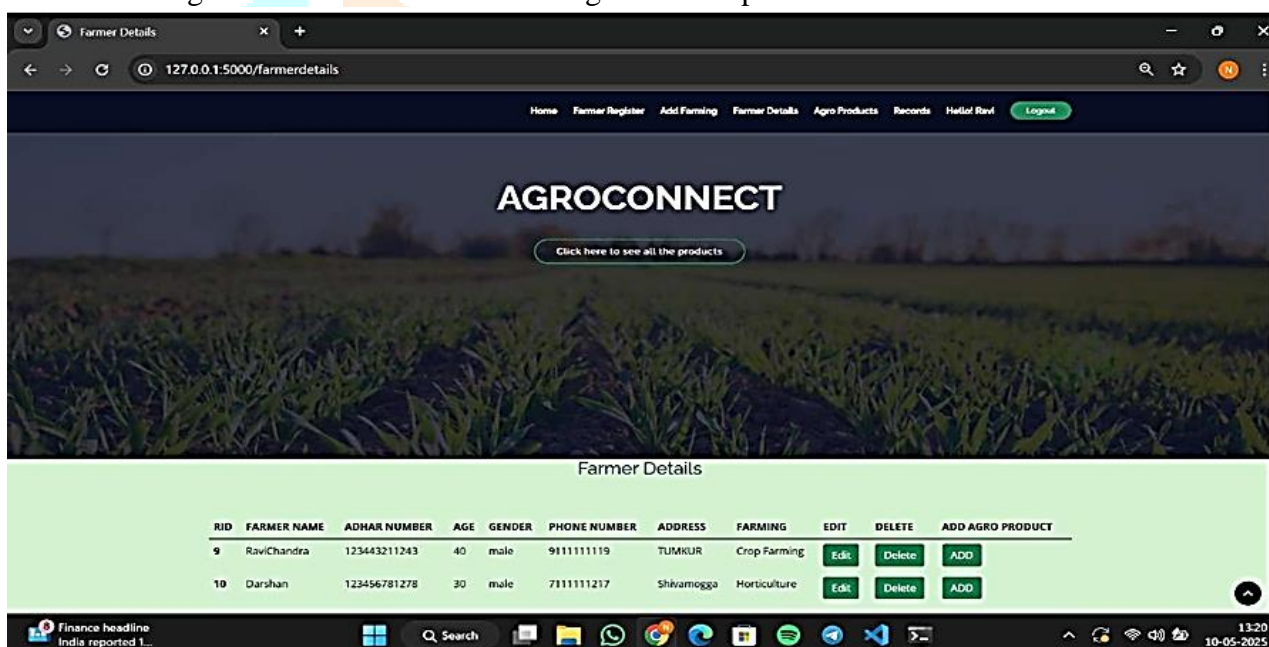 Farmer Details
127.0.0.1:5000/farmerdetails
N
Home Farmer Register Add Farming Farmer Details Agro Products Records Hello! Ravi Logout
AGROCONNECT
Click here to see all the products
Farmer Details
RID FARMER NAME ADHAR NUMBER AGE GENDER PHONE NUMBER ADDRESS FARMING EDIT DELETE ADD AGRO PRODUCT
9 RaviChandra 123443211243 40 male 9111111119 TUMKUR Crop Farming Edit Delete ADD
10 Darshan 123456781278 30 male 7111111217 Shivamogga Horticulture Edit Delete ADD
8 Finance headline
India reported 1...
Search
13:20
10-05-2025